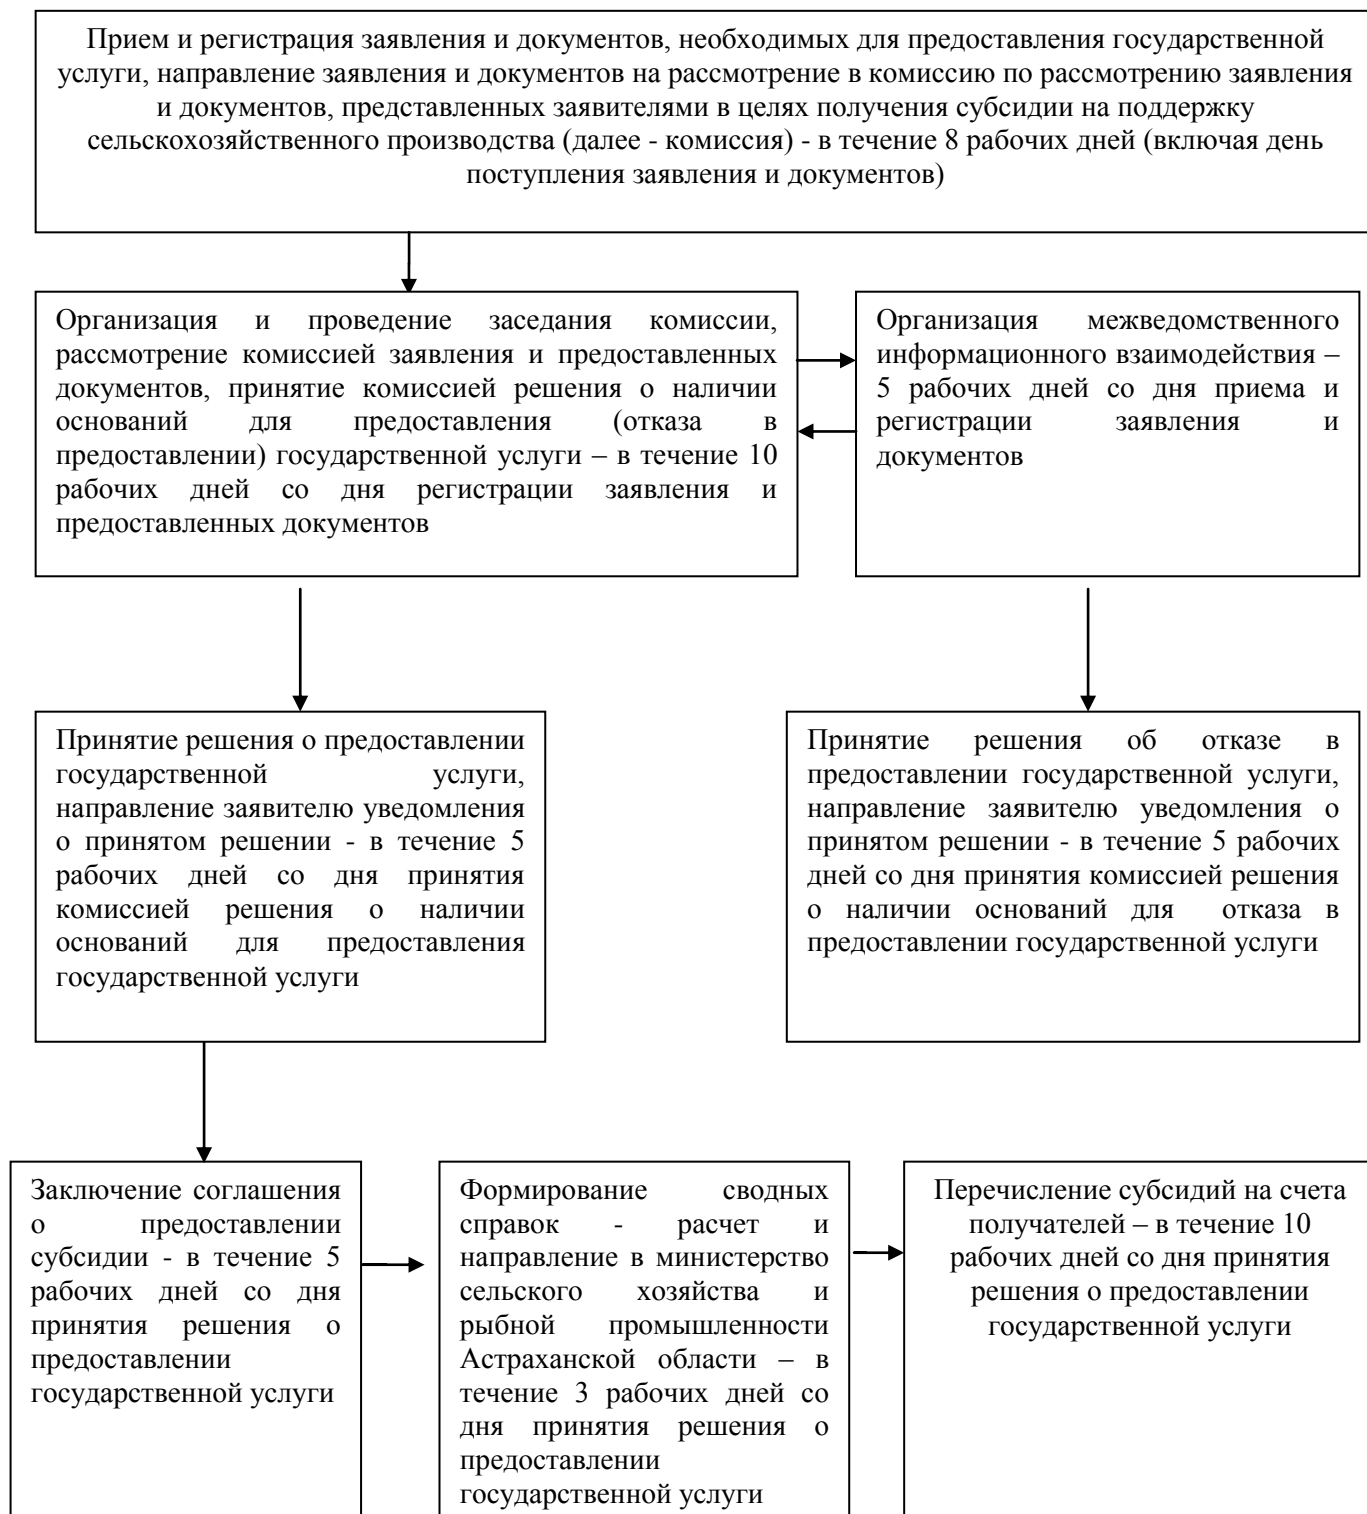 Прием и регистрация заявления и документов, необходимых для предоставления государственной
услуги, направление заявления и документов на рассмотрение в комиссию по рассмотрению заявления
и документов, представленных заявителями в целях получения субсидии на поддержку
сельскохозяйственного производства (далее - комиссия) - в течение 8 рабочих дней (включая день
поступления заявления и документов)
Организация и проведение заседания комиссии,
рассмотрение комиссией заявления и предоставленных
документов, принятие комиссией решения о наличии
оснований для предоставления (отказа в
предоставлении) государственной услуги – в течение 10
рабочих дней со дня регистрации заявления и
предоставленных документов
Организация межведомственного
информационного взаимодействия –
5 рабочих дней со дня приема и
регистрации заявления и
документов
Принятие решения о предоставлении
государственной услуги,
направление заявителю уведомления
о принятом решении - в течение 5
рабочих дней со дня принятия
комиссией решения о наличии
оснований для предоставления
государственной услуги
Принятие решения об отказе в
предоставлении государственной услуги,
направление заявителю уведомления о
принятом решении - в течение 5 рабочих
дней со дня принятия комиссией решения
о наличии оснований для отказа в
предоставлении государственной услуги
Заключение соглашения
о предоставлении
субсидии - в течение 5
рабочих дней со дня
принятия решения о
предоставлении
государственной услуги
Формирование сводных
справок - расчет и
направление в министерство
сельского хозяйства и
рыбной промышленности
Астраханской области – в
течение 3 рабочих дней со
дня принятия решения о
предоставлении
государственной услуги
Перечисление субсидий на счета
получателей – в течение 10
рабочих дней со дня принятия
решения о предоставлении
государственной услуги